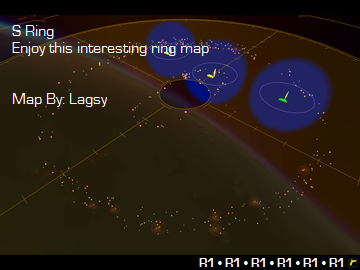 S Ring
Enjoy this interesting ring map
Map By: Lagsy
R1 • R1 • R1 • R1 • R1 • R1 r